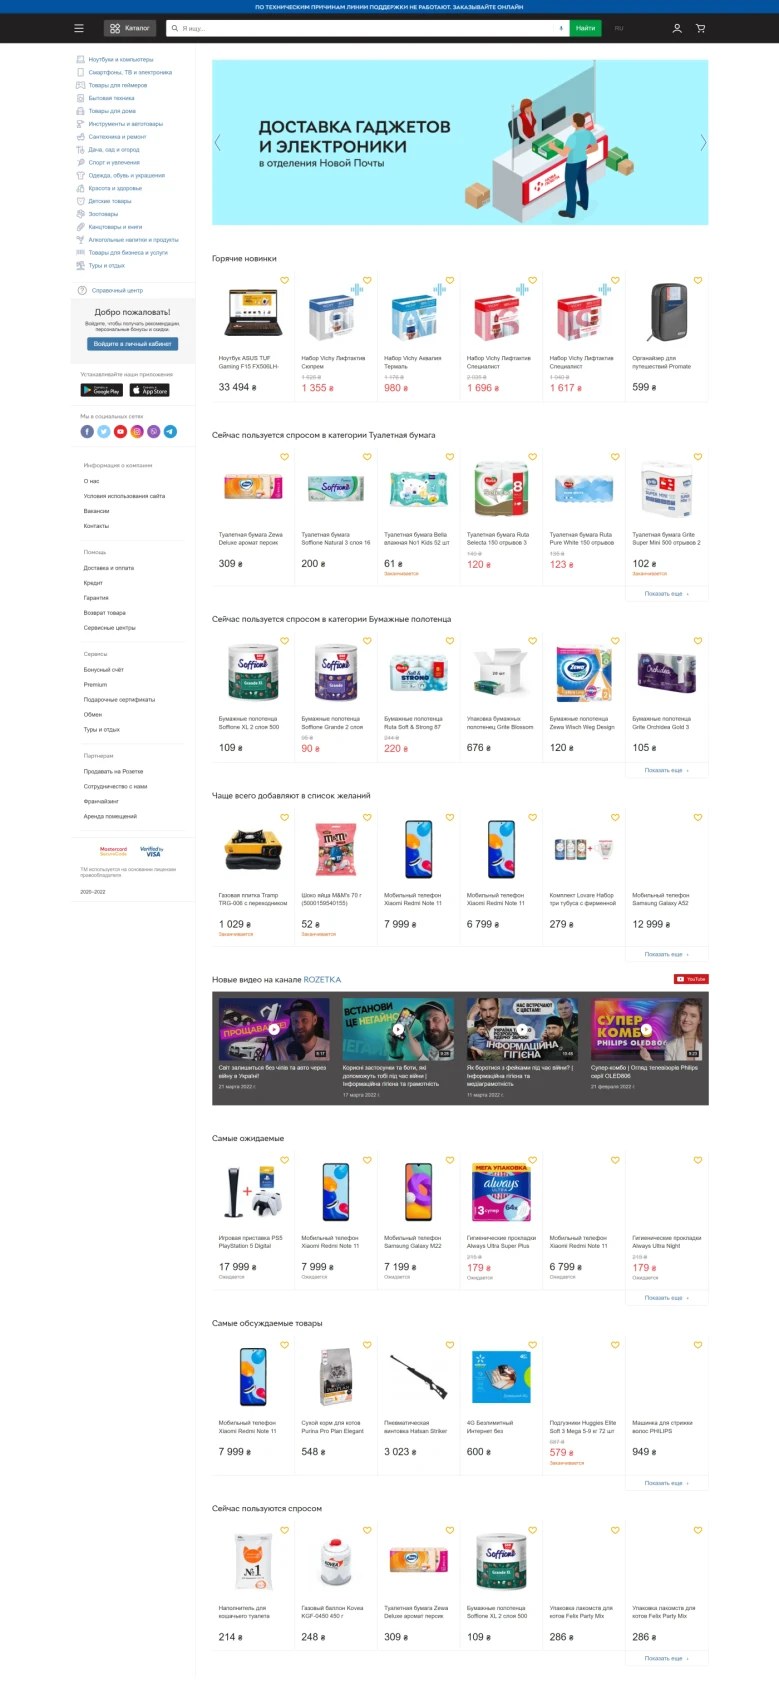 ПО ТЕХНИЧЕСКИМ ПРИЧИНАМ ЛИНИИ ПОДДЕРЖКИ НЕ РАБОТАЮТ. ЗАКАЗЫВАЙТЕ ОНЛАЙН
Каталог
Я ищу...
Найти
RU
Ноутбуки и компьютеры
Смартфоны, ТВ и электроника
Товары для геймеров
Бытовая техника
Товары для дома
Инструменты и автотовары
Сантехника и ремонт
Дача, сад и огород
Спорт и увлечения
Одежда, обувь и украшения
Красота и здоровье
Детские товары
Зоотовары
Канцтовары и книги
Алкогольные напитки и продукты
Товары для бизнеса и услуги
Туры и отдых
Справочный центр
Добро пожаловать!
Войдите, чтобы получать рекомендации,
персональные бонусы и скидки.
Войдите в личный кабинет
Устанавливайте наши приложения
Google Play
App Store
Мы в социальных сетях
Информация о компании
О нас
Условия использования сайта
Вакансии
Контакты
Помощь
Доставка и оплата
Кредит
Гарантия
Возврат товара
Сервисные центры
Сервисы
Бонусный счёт
Premium
Подарочные сертификаты
Обмен
Туры и отдых
Партнерам
Продавать на Розетке
Сотрудничество с нами
Франчайзинг
Аренда помещений
Mastercard
SecureCode
Verified by
VISA
ТМ используется на основании лицензии
правообладателя
2020–2022
ДОСТАВКА ГАДЖЕТОВ
И ЭЛЕКТРОНИКИ
в отделения Новой Почты
Горячие новинки
Ноутбук ASUS TUF
Gaming F15 FX506LH-
33 494 ₴
Набор Vichy Лифтактив
Сюпрем
1 355 ₴
Набор Vichy Аквалия
Термаль
980 ₴
Набор Vichy Лифтактив
Специалист
1 696 ₴
Набор Vichy Лифтактив
Специалист
1 617 ₴
Органайзер для
путешествий Promate
599 ₴
Сейчас пользуется спросом в категории Туалетная бумага
Туалетная бумага Zewa
Deluxe аромат персик
309 ₴
Туалетная бумага
Soffione Natural 3 слоя 16
200 ₴
Туалетная бумага Bella
влажная No1 Kids 52 шт
61 ₴
Заканчивается
Туалетная бумага Ruta
Selecta 150 отрывов 3
120 ₴
Туалетная бумага Ruta
Pure White 150 отрывов
123 ₴
Туалетная бумага Grite
Super Mini 500 отрывов 2
102 ₴
Заканчивается
Показать еще
Сейчас пользуется спросом в категории Бумажные полотенца
Бумажные полотенца
Soffione XL 2 слоя 500
109 ₴
Бумажные полотенца
Soffione Grande 2 слоя
90 ₴
Бумажные полотенца
Ruta Soft & Strong 87
220 ₴
Упаковка бумажных
полотенец Grite Blossom
676 ₴
Бумажные полотенца
Zewa Wisch Weg Design
120 ₴
Бумажные полотенца
Grite Orchidea Gold 3
105 ₴
Показать еще
Чаще всего добавляют в список желаний
Газовая плитка Tramp
TRG-006 с переходником
1 029 ₴
Заканчивается
Шоко яйца M&M's 70 г
(5000159540155)
52 ₴
Заканчивается
Мобильный телефон
Xiaomi Redmi Note 11
7 999 ₴
Мобильный телефон
Xiaomi Redmi Note 11
6 799 ₴
Комплект Lovare Набор
три тубуса с фирменной
279 ₴
Мобильный телефон
Samsung Galaxy A52
12 999 ₴
Показать еще
Новые видео на канале ROZETKA
YouTube
ПРОЩАВАЙТЕ!
Світ залишиться без чіпів та авто через
війну в Україні!
21 марта 2022 г.
ВСТАНОВИ
ЦЕ НЕГАЙНО
Корисні застосунки та боти, які
допоможуть тобі під час війни |
Інформаційна гігієна та грамотність
17 марта 2022 г.
НАС ВСТРЕЧАЮТ
С ЦВЕТАМИ!
ІНФОРМАЦІЙНА
ГІГІЄНА
Як боротися з фейками під час війни? |
Інформаційна гігієна та
медіаграмотність
11 марта 2022 г.
СУПЕР
КОМБО
PHILIPS OLED806
Супер-комбо | Огляд телевізорів Philips
серії OLED806
21 февраля 2022 г.
Самые ожидаемые
Игровая приставка PS5
PlayStation 5 Digital
17 999 ₴
Ожидается
Мобильный телефон
Xiaomi Redmi Note 11
7 999 ₴
Ожидается
Мобильный телефон
Samsung Galaxy M22
7 199 ₴
Ожидается
Гигиенические прокладки
Always Ultra Super Plus
179 ₴
Ожидается
Мобильный телефон
Xiaomi Redmi Note 11
6 799 ₴
Ожидается
Гигиенические прокладки
Always Ultra Night
179 ₴
Ожидается
Показать еще
Самые обсуждаемые товары
Мобильный телефон
Xiaomi Redmi Note 11
7 999 ₴
Сухой корм для котов
Purina Pro Plan Elegant
548 ₴
Пневматическая
винтовка Hatsan Striker
3 023 ₴
4G Безлимитный
Интернет без
600 ₴
Подгузники Huggies Elite
Soft 3 Mega 5-9 кг 72 шт
579 ₴
Заканчивается
Машинка для стрижки
волос PHILIPS
949 ₴
Показать еще
Сейчас пользуются спросом
Наполнитель для
кошачьего туалета
214 ₴
Газовый баллон Kovea
KGF-0450 450 г
248 ₴
Туалетная бумага Zewa
Deluxe аромат персик
309 ₴
Бумажные полотенца
Soffione XL 2 слоя 500
109 ₴
Упаковка лакомств для
котов Felix Party Mix
286 ₴
Упаковка лакомств для
котов Felix Party Mix
286 ₴
Показать еще